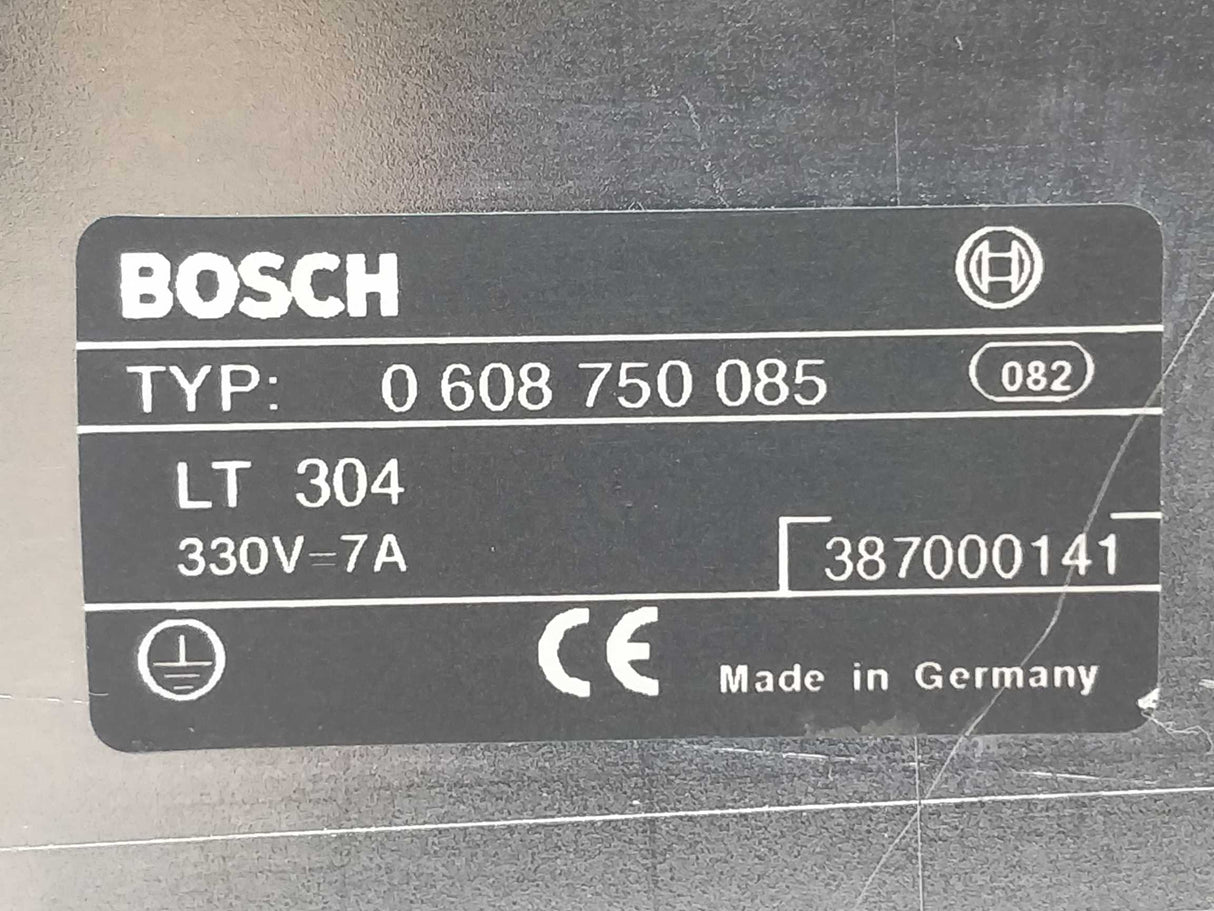 BOSCH
TYP: 0 608 750 085 082
LT 304
330V=7A
387000141
CE
Made in Germany